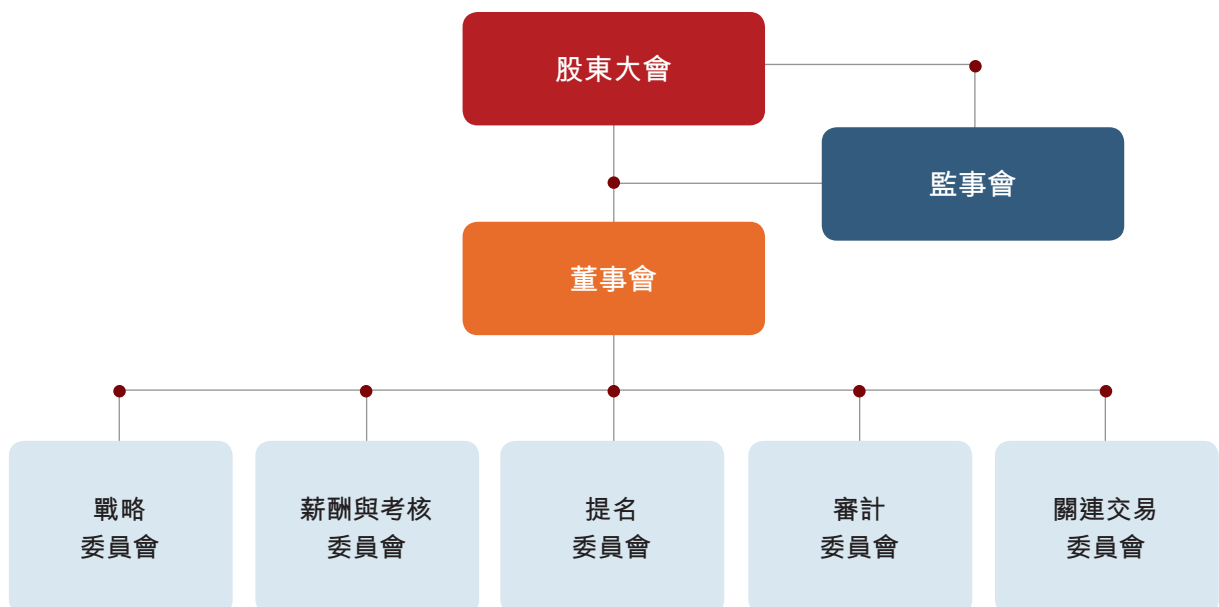 股東大會
監事會
董事會
戰略
委員會
薪酬與考核
委員會
提名
委員會
審計
委員會
關連交易
委員會